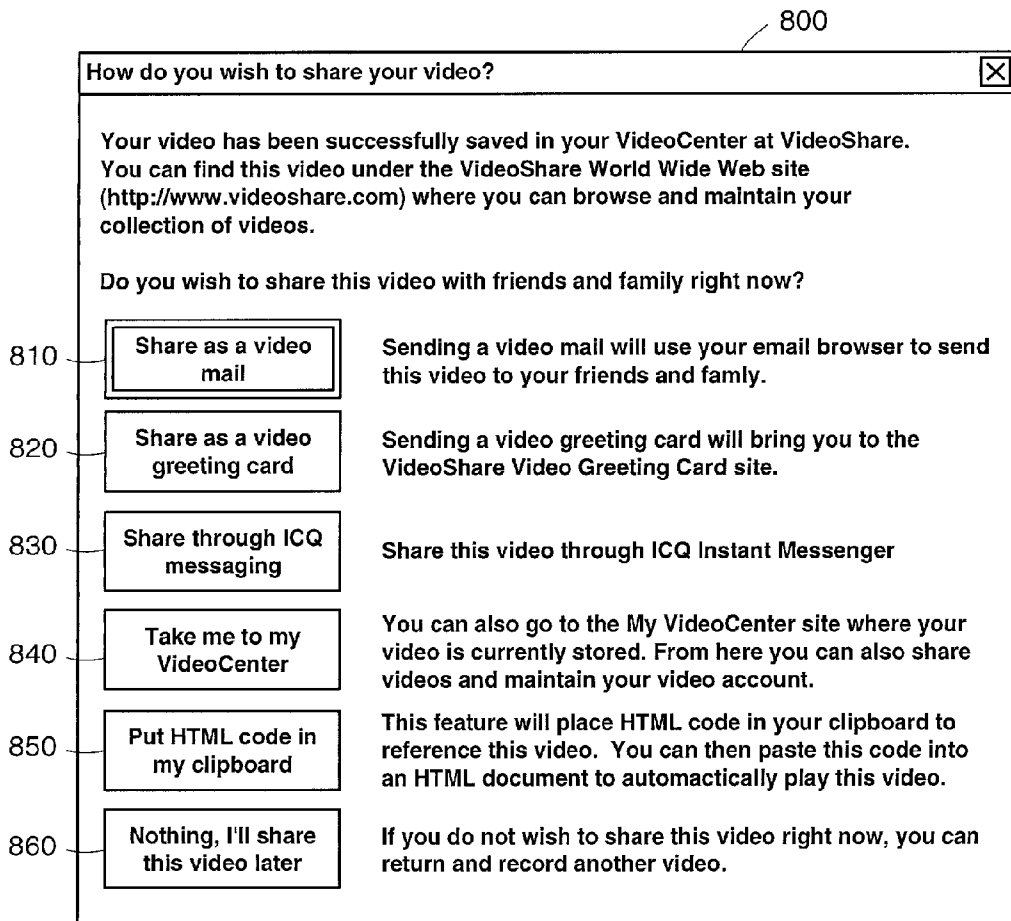 800
How do you wish to share your video?
Your video has been successfully saved in your VideoCenter at VideoShare.
You can find this video under the VideoShare World Wide Web site
(http://www.videoshare.com) where you can browse and maintain your
collection of videos.
Do you wish to share this video with friends and family right now?
810
Share as a video
mail
Sending a video mail will use your email browser to send
this video to your friends and famly.
820
Share as a video
greeting card
Sending a video greeting card will bring you to the
VideoShare Video Greeting Card site.
830
Share through ICQ
messaging
Share this video through ICQ Instant Messenger
840
Take me to my
VideoCenter
You can also go to the My VideoCenter site where your
video is currently stored. From here you can also share
videos and maintain your video account.
850
Put HTML code in
my clipboard
This feature will place HTML code in your clipboard to
reference this video. You can then paste this code into
an HTML document to automactically play this video.
860
Nothing, I'll share
this video later
If you do not wish to share this video right now, you can
return and record another video.